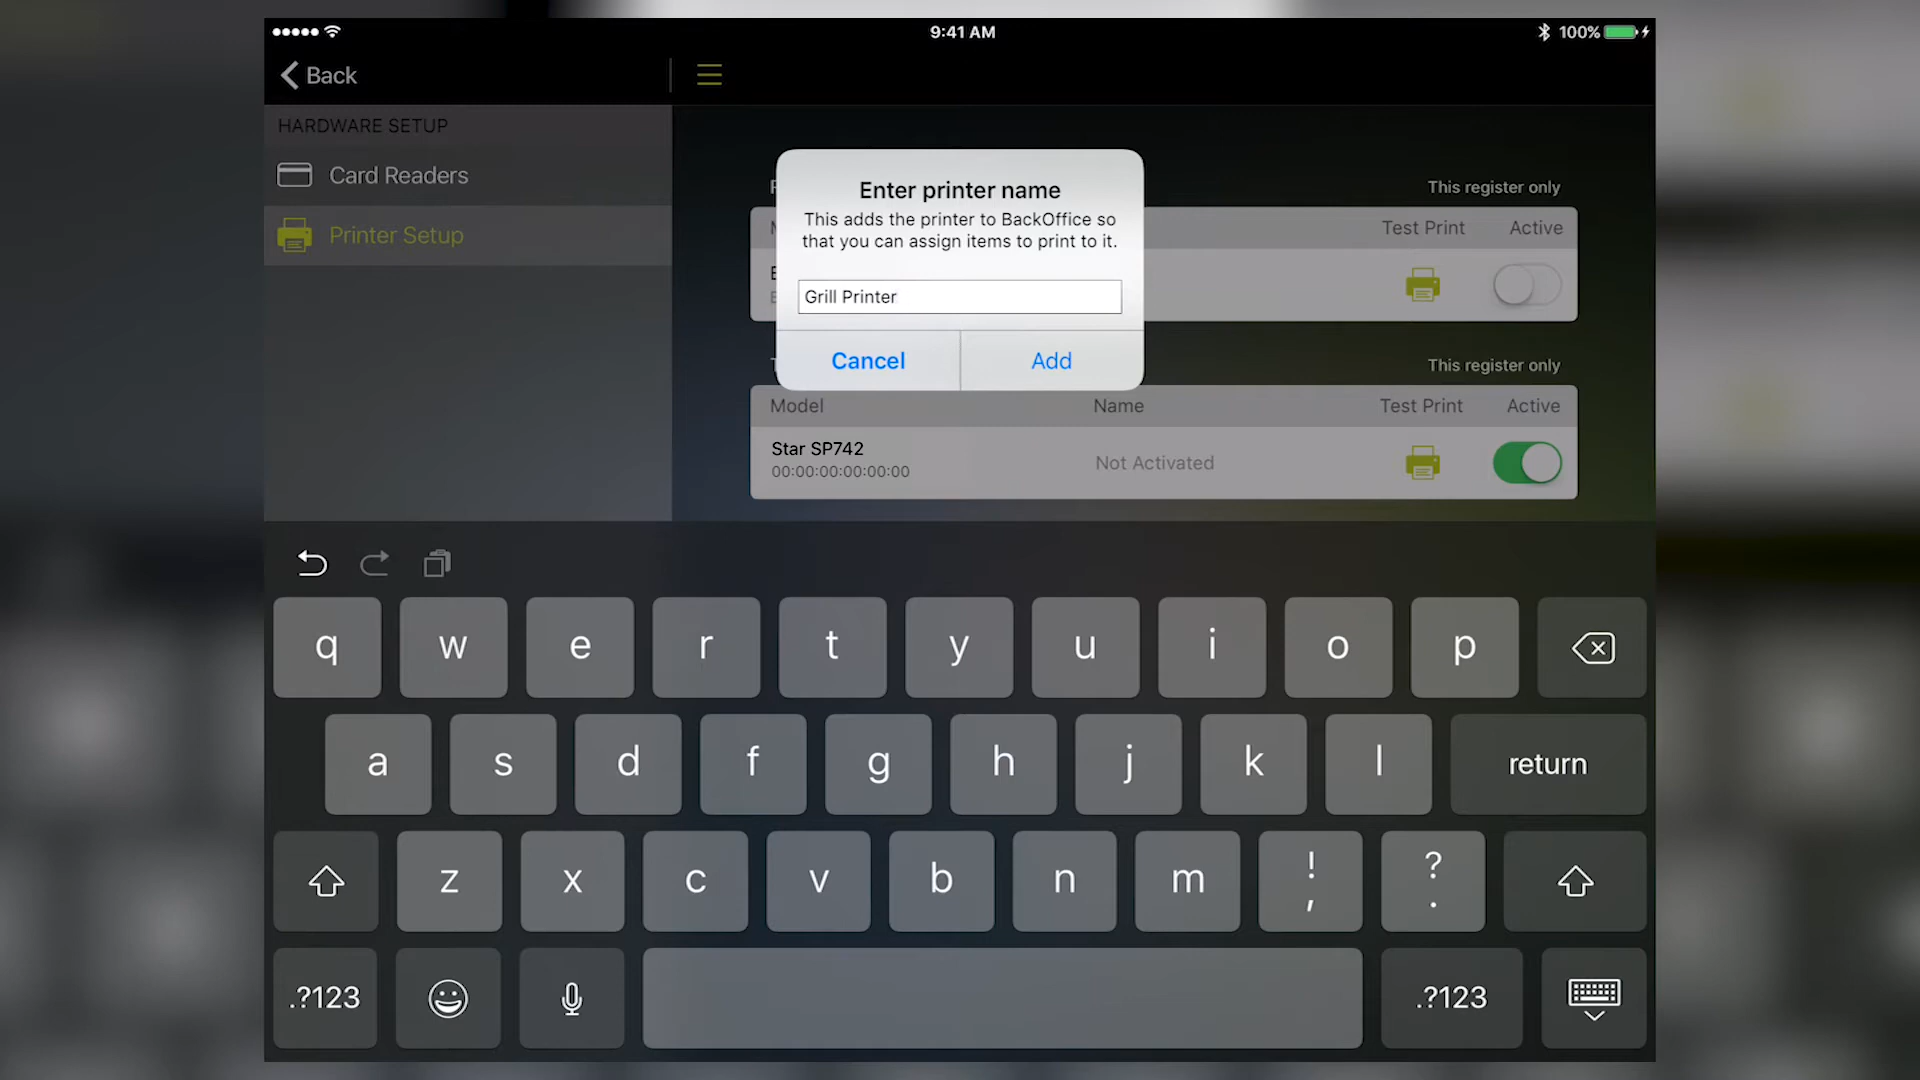 9:41 AM
100%
Back
HARDWARE SETUP
Card Readers
Printer Setup
This register only
Test Print Active
Enter printer name
This adds the printer to BackOffice so
that you can assign items to print to it.
Grill Printer
Cancel Add
This register only
Model Name Test Print Active
Star SP742
00:00:00:00:00:00
Not Activated
q w e r t y u i o p
a s d f g h j k l return
z x c v b n m ! , ? .
.?123 .?123